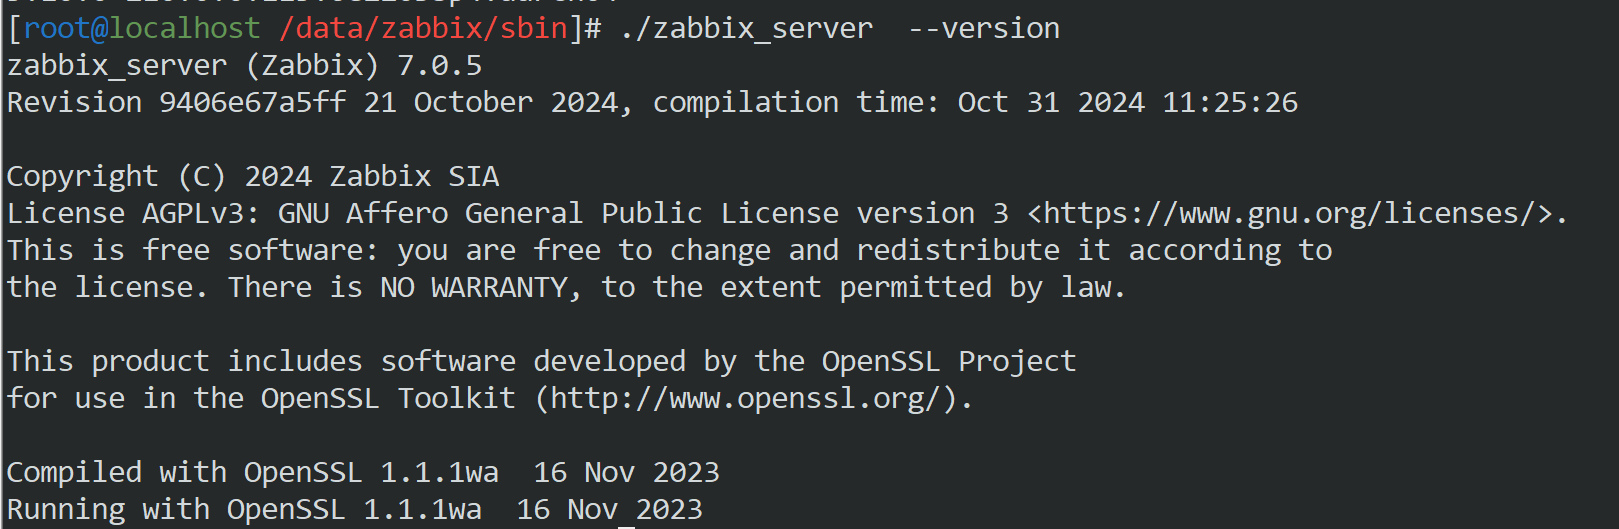 [root@localhost /data/zabbix/sbin]# ./zabbix_server  --version
zabbix_server (Zabbix) 7.0.5
Revision 9406e67a5ff 21 October 2024, compilation time: Oct 31 2024 11:25:26
Copyright (C) 2024 Zabbix SIA
License AGPLv3: GNU Affero General Public License version 3 <https://www.gnu.org/licenses/>.
This is free software: you are free to change and redistribute it according to
the license. There is NO WARRANTY, to the extent permitted by law.
This product includes software developed by the OpenSSL Project
for use in the OpenSSL Toolkit (http://www.openssl.org/).
Compiled with OpenSSL 1.1.1wa  16 Nov 2023
Running with OpenSSL 1.1.1wa  16 Nov 2023